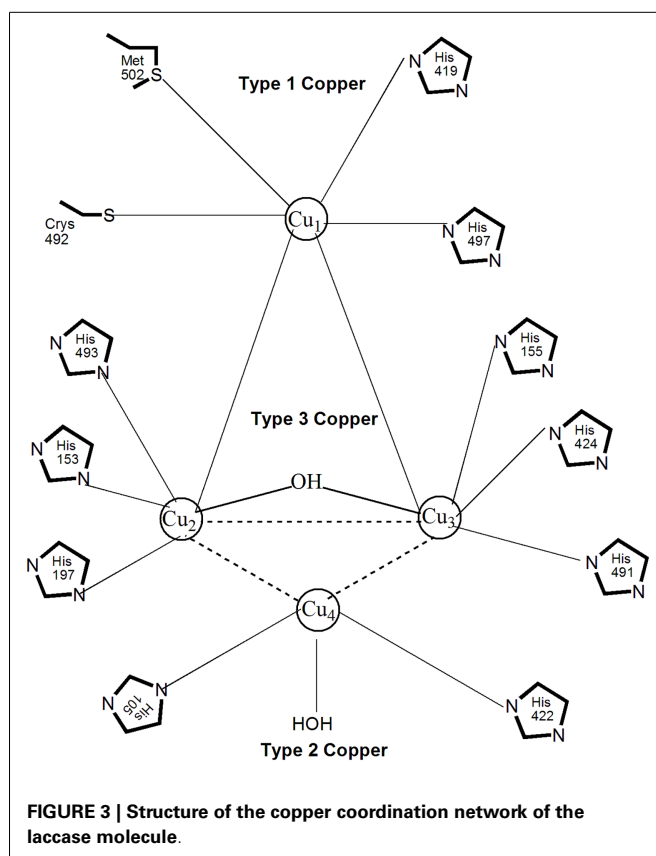 Met
502
S
Type 1 Copper
N
His
419
N
Crys
492
S
Cu1
N
His
497
N
N
His
493
N
N
His
155
N
Type 3 Copper
N
His
153
N
N
His
424
N
OH
Cu2
Cu3
N
His
197
N
N
His
491
N
Cu4
N
His
105
N
HOH
N
His
422
N
Type 2 Copper
FIGURE 3 | Structure of the copper coordination network of the
laccase molecule.